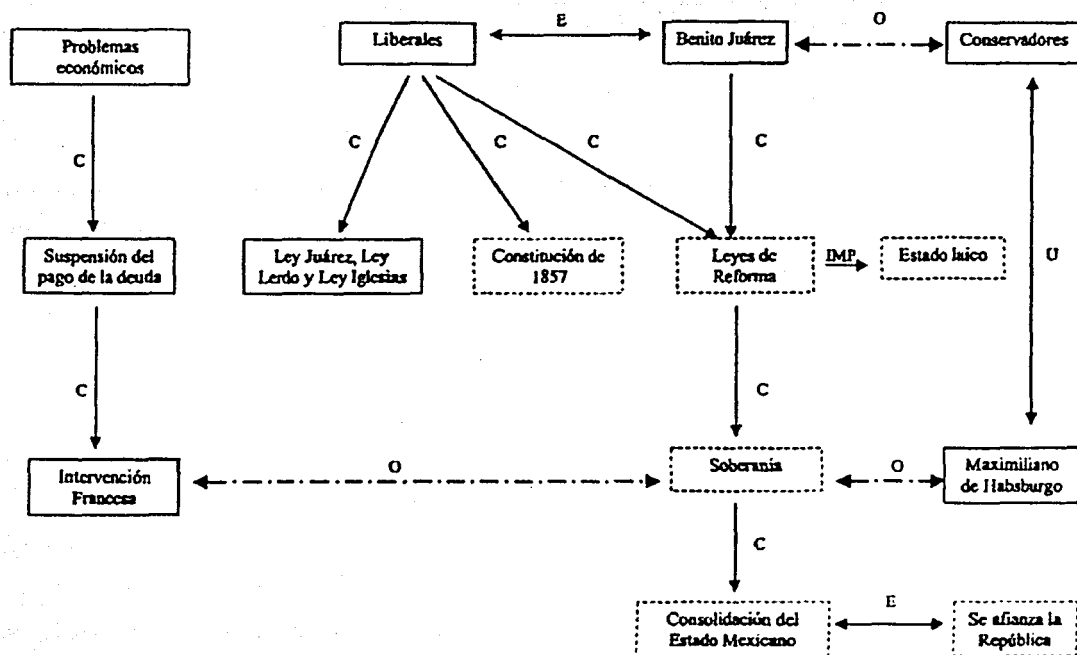 E
O
Problemas
económicos
Liberales
Benito Juárez
Conservadores
C
C
C
C
C
Suspensión del
pago de la deuda
Ley Juárez, Ley
Lerdo y Ley Iglesias
Constitución de
1857
Leyes de
Reforma
IMP
Estado laico
U
C
C
Intervención
Francesa
O
Soberanía
O
Maximiliano
de Habsburgo
C
Consolidación del
Estado Mexicano
E
Se afianza la
República